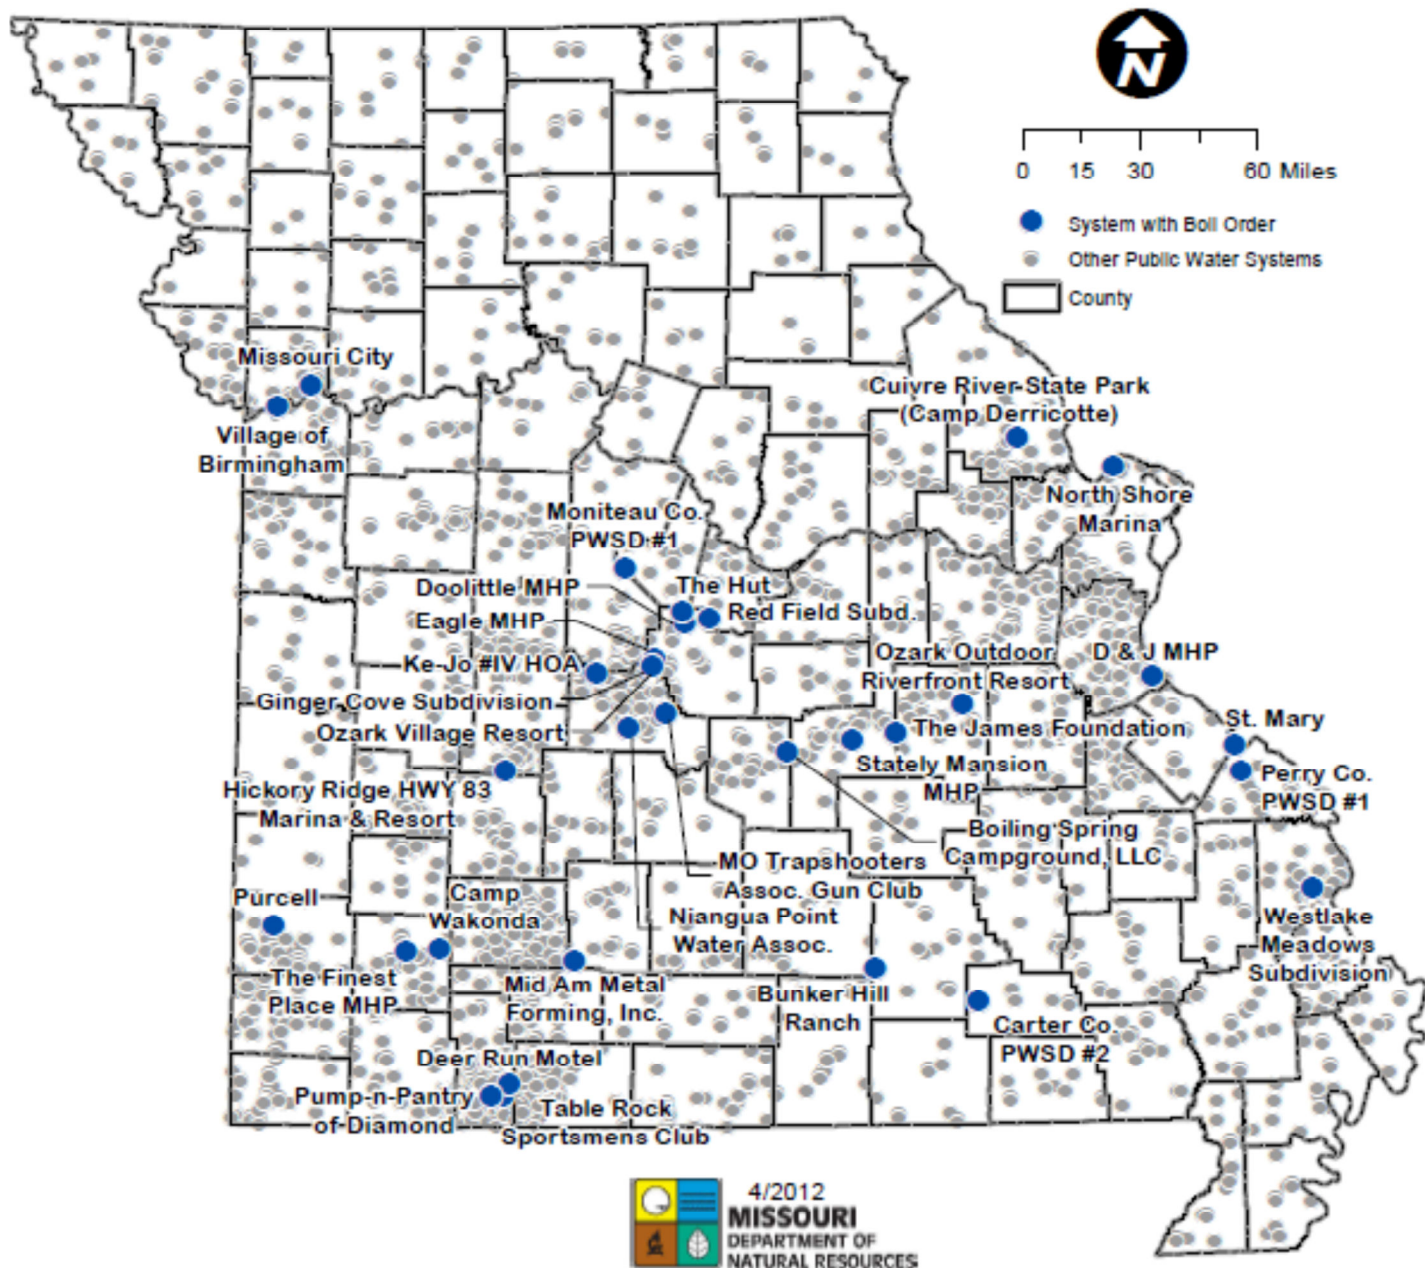 N
0 15 30 60 Miles
System with Boil Order
Other Public Water Systems
County
Missouri City
Village of
Birmingham
Cuivre River-State Park
(Camp Derricotte)
North Shore
Marina
Moniteau Co.
PWSD #1
Doolittle MHP
The Hut
Red Field Subd.
Eagle MHP
Ke-Jo #IV HOA
Ginger Cove Subdivision
Ozark Village Resort
Ozark Outdoor
Riverfront Resort
D & J MHP
The James Foundation
St. Mary
Stately Mansion
MHP
Perry Co.
PWSD #1
Hickory Ridge HWY 83
Marina & Resort
Boiling Spring
Campground, LLC
MO Trapshooters
Assoc. Gun Club
Purcell
Camp
Wakonda
Niangua Point
Water Assoc.
Westlake
Meadows
Subdivision
The Finest
Place MHP
Mid Am Metal
Forming, Inc.
Bunker Hill
Ranch
Carter Co.
PWSD #2
Deer Run Motel
Pump-n-Pantry
of Diamond
Table Rock
Sportsmens Club
4/2012
MISSOURI
DEPARTMENT OF
NATURAL RESOURCES